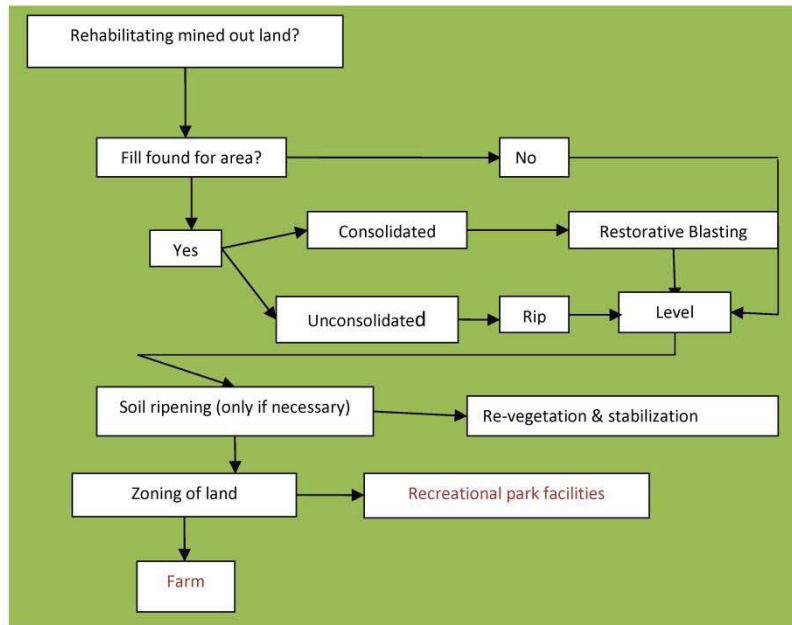 Rehabilitating mined out land?
Fill found for area?
No
Yes
Consolidated
Restorative Blasting
Unconsolidated
Rip
Level
Soil ripening (only if necessary)
Re-vegetation & stabilization
Zoning of land
Recreational park facilities
Farm